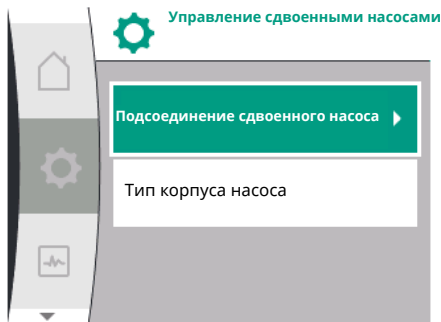 Управление сдвоенными насосами
Подсоединение сдвоенного насоса
Тип корпуса насоса